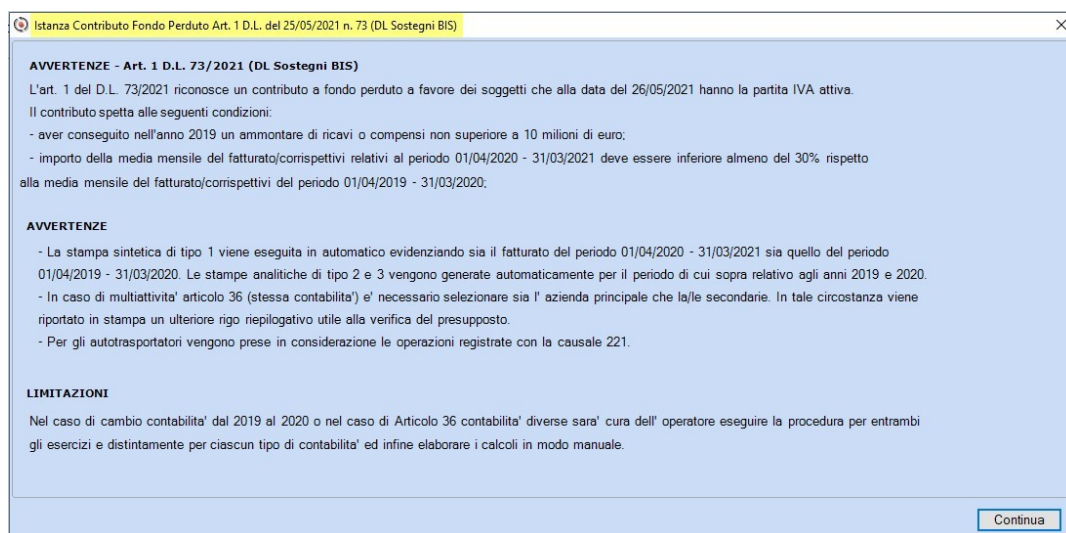 Istanza Contributo Fondo Perduto Art. 1 D.L. del 25/05/2021 n. 73 (DL Sostegni BIS)
AVVERTENZE - Art. 1 D.L. 73/2021 (DL Sostegni BIS)
L'art. 1 del D.L. 73/2021 riconosce un contributo a fondo perduto a favore dei soggetti che alla data del 26/05/2021 hanno la partita IVA attiva.
Il contributo spetta alle seguenti condizioni:
- aver conseguito nell'anno 2019 un ammontare di ricavi o compensi non superiore a 10 milioni di euro;
- importo della media mensile del fatturato/corrispettivi relativi al periodo 01/04/2020 - 31/03/2021 deve essere inferiore almeno del 30% rispetto
alla media mensile del fatturato/corrispettivi del periodo 01/04/2019 - 31/03/2020;
AVVERTENZE
- La stampa sintetica di tipo 1 viene eseguita in automatico evidenziando sia il fatturato del periodo 01/04/2020 - 31/03/2021 sia quello del periodo
01/04/2019 - 31/03/2020. Le stampe analitiche di tipo 2 e 3 vengono generate automaticamente per il periodo di cui sopra relativo agli anni 2019 e 2020.
- In caso di multiattivita' articolo 36 (stessa contabilita') e' necessario selezionare sia l' azienda principale che la/le secondarie. In tale circostanza viene
riportato in stampa un ulteriore rigo riepilogativo utile alla verifica del presupposto.
- Per gli autotrasportatori vengono prese in considerazione le operazioni registrate con la causale 221.
LIMITAZIONI
Nel caso di cambio contabilita' dal 2019 al 2020 o nel caso di Articolo 36 contabilita' diverse sara' cura dell' operatore eseguire la procedura per entrambi
gli esercizi e distintamente per ciascun tipo di contabilita' ed infine elaborare i calcoli in modo manuale.
Continua